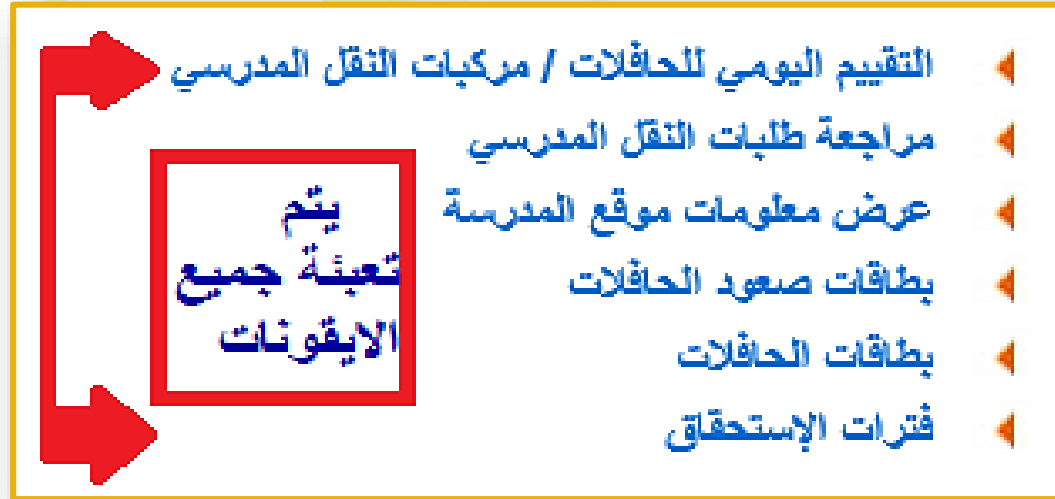 التقييم اليومي للحافلات / مركبات النقل المدرسي
مراجعة طلبات النقل المدرسي
عرض معلومات موقع المدرسة
بطاقات صعود الحافلات
بطاقات الحافلات
فترات الإستحقاق
يتم
تعبئة جميع
الايقونات